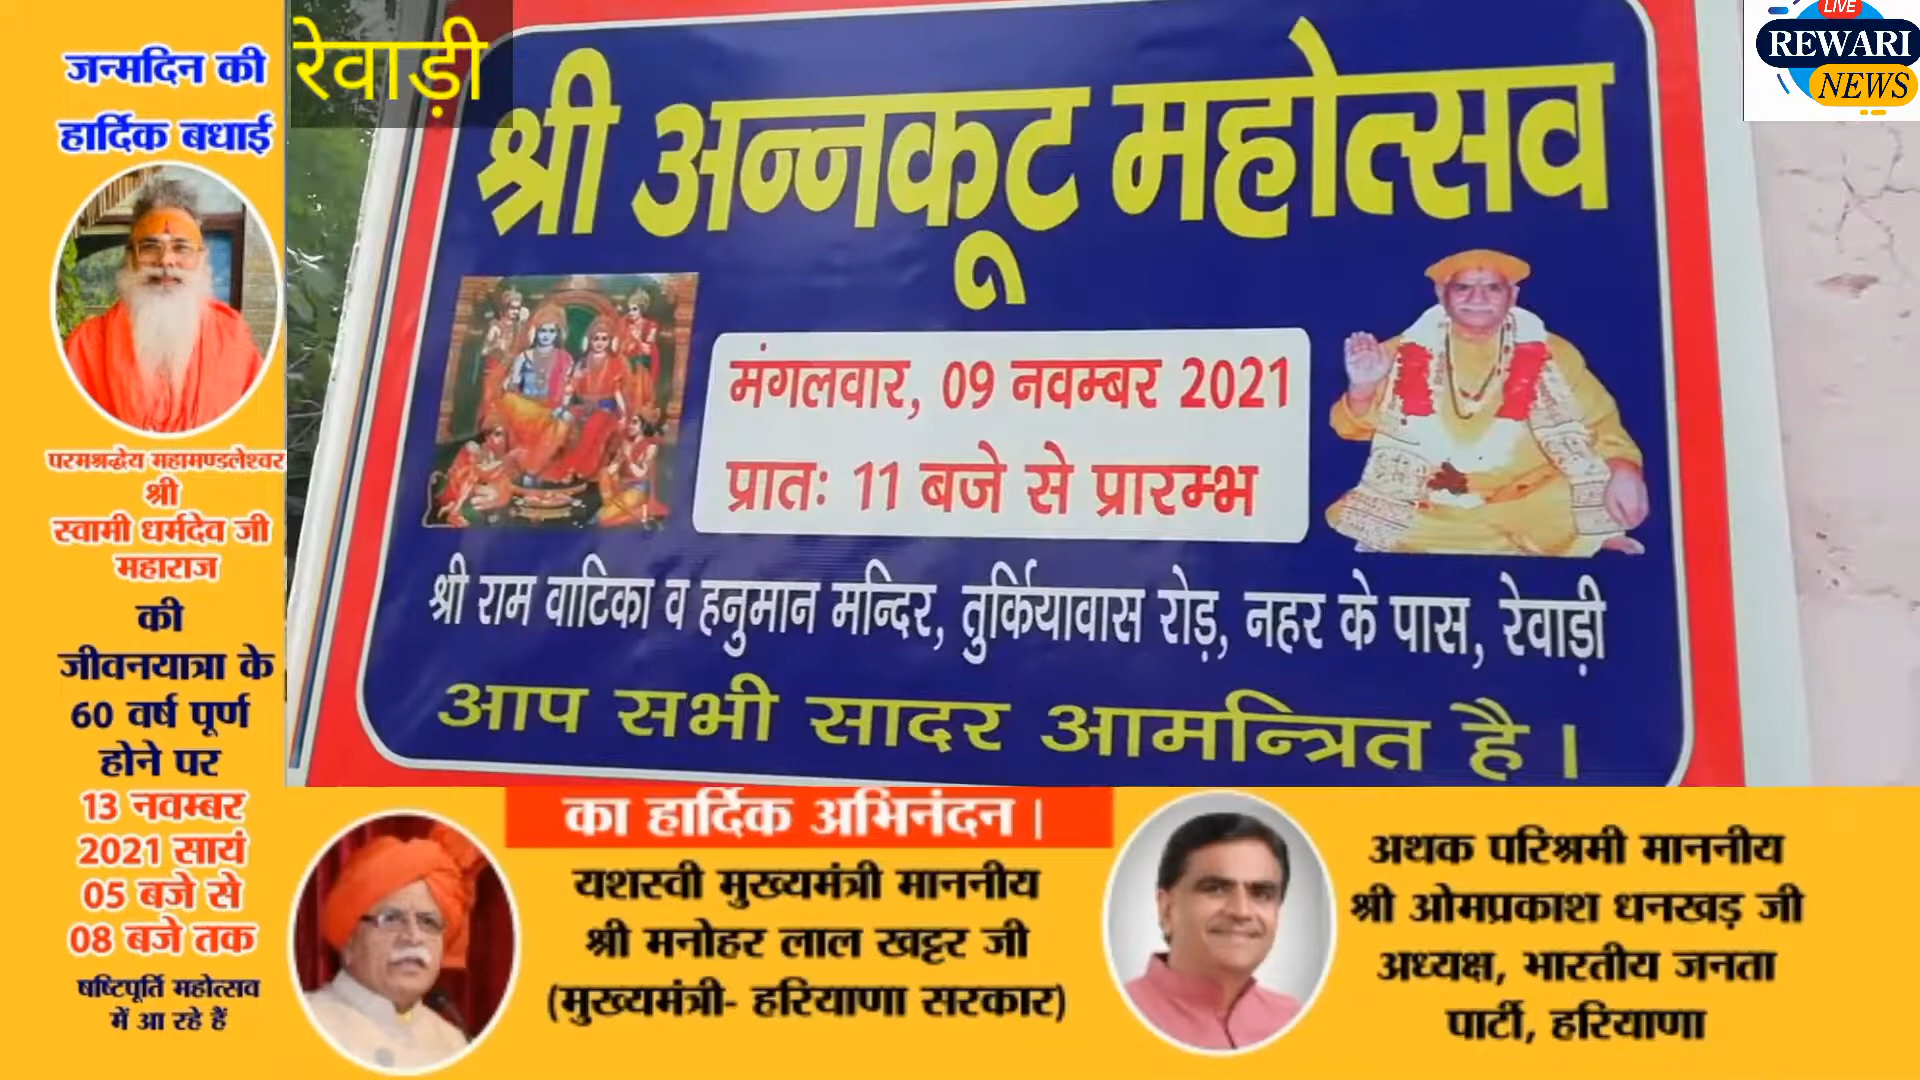 जन्मदिन की
हार्दिक बधाई
परमश्रद्धेय महामण्डलेश्वर
श्री
स्वामी धर्मदेव जी
महाराज
की
जीवनयात्रा के
60 वर्ष पूर्ण
होने पर
13 नवम्बर
2021 सायं
05 बजे से
08 बजे तक
षष्टिपूर्ति महोत्सव
में आ रहे हैं
रेवाड़ी
LIVE
REWARI
NEWS
श्री अन्नकूट महोत्सव
मंगलवार, 09 नवम्बर 2021
प्रातः 11 बजे से प्रारम्भ
श्री राम वाटिका व हनुमान मन्दिर, तुर्कियावास रोड़, नहर के पास, रेवाड़ी
आप सभी सादर आमन्त्रित है।
का हार्दिक अभिनंदन।
यशस्वी मुख्यमंत्री माननीय
श्री मनोहर लाल खट्टर जी
(मुख्यमंत्री- हरियाणा सरकार)
अथक परिश्रमी माननीय
श्री ओमप्रकाश धनखड़ जी
अध्यक्ष, भारतीय जनता
पार्टी, हरियाणा